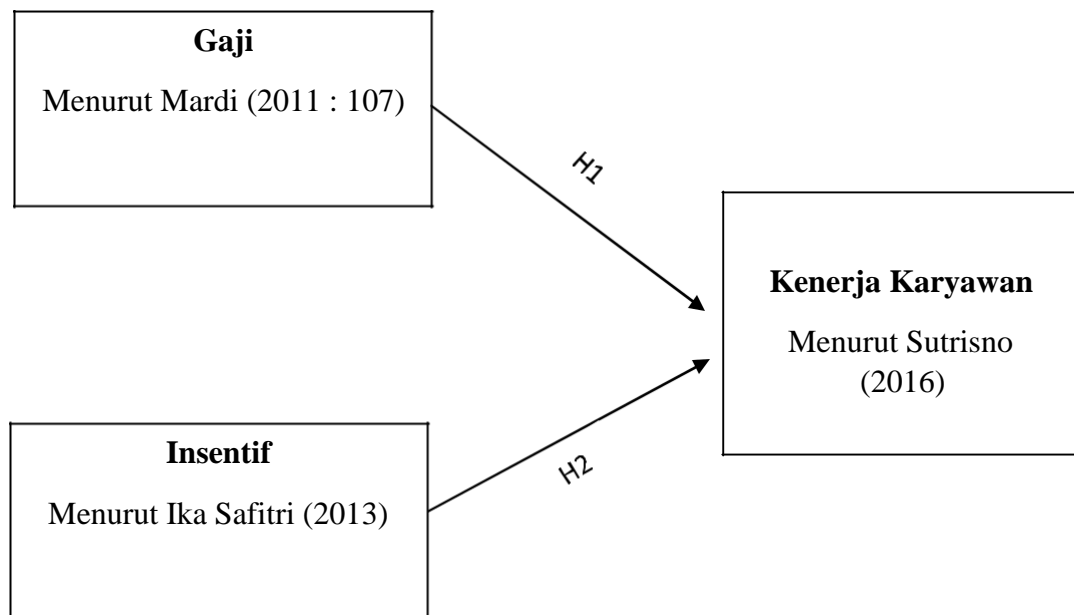 Gaji
Menurut Mardi (2011 : 107)
H1
Kenerja Karyawan
Menurut Sutrisno
(2016)
Insentif
Menurut Ika Safitri (2013)
H2